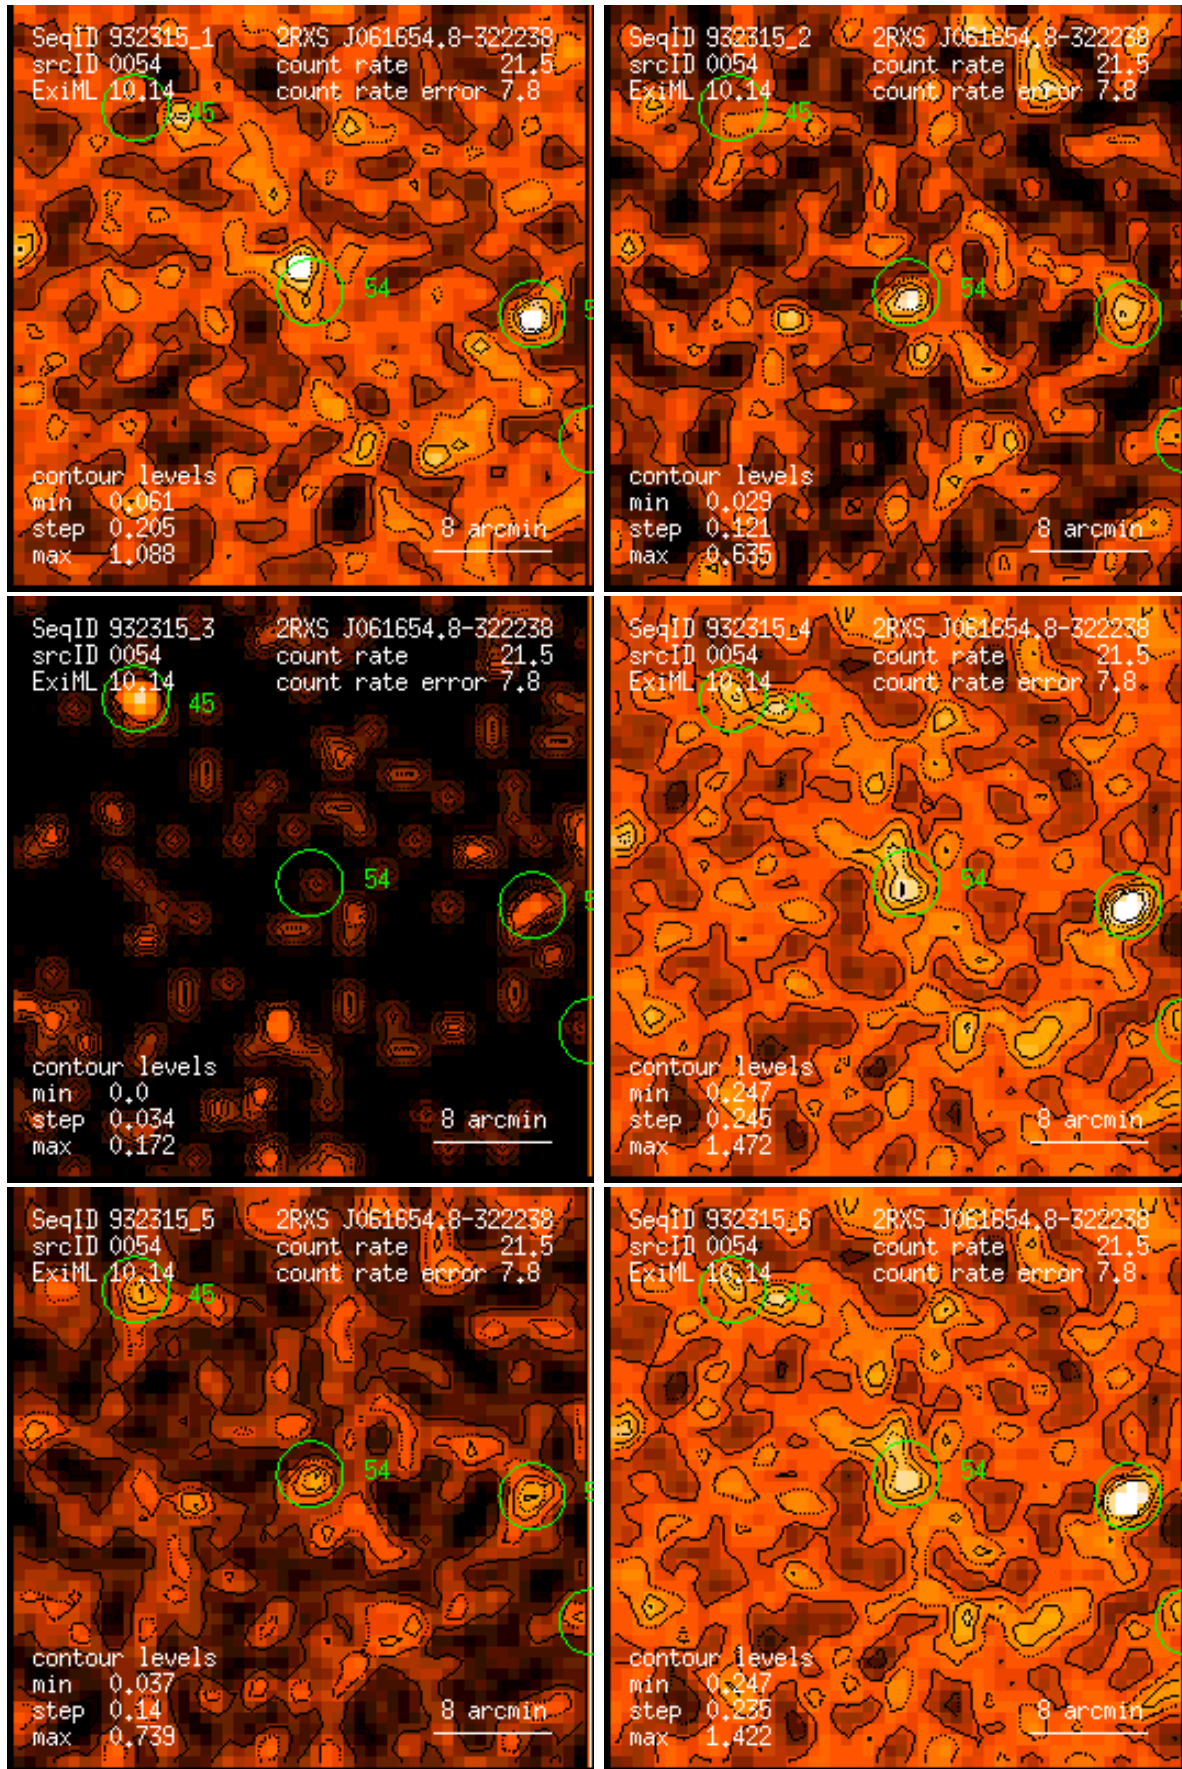 SeqID 932315_1 2RXS J061654.8-322238
srcID 0054 count rate 21.5
ExiML 10.14 count rate error 7.8
45
54
5
contour levels
min 0.061
step 0.205
max 1.088
8 arcmin
SeqID 932315_2 2RXS J061654.8-322238
srcID 0054 count rate 21.5
ExiML 10.14 count rate error 7.8
45
54
contour levels
min 0.029
step 0.121
max 0.635
8 arcmin
SeqID 932315_3 2RXS J061654.8-322238
srcID 0054 count rate 21.5
ExiML 10.14 count rate error 7.8
45
54
5
contour levels
min 0.0
step 0.034
max 0.172
8 arcmin
SeqID 932315_4 2RXS J061654.8-322238
srcID 0054 count rate 21.5
ExiML 10.14 count rate error 7.8
45
54
contour levels
min 0.247
step 0.245
max 1.472
8 arcmin
SeqID 932315_5 2RXS J061654.8-322238
srcID 0054 count rate 21.5
ExiML 10.14 count rate error 7.8
45
54
5
contour levels
min 0.037
step 0.14
max 0.739
8 arcmin
SeqID 932315_6 2RXS J061654.8-322238
srcID 0054 count rate 21.5
ExiML 10.14 count rate error 7.8
45
54
contour levels
min 0.247
step 0.235
max 1.422
8 arcmin